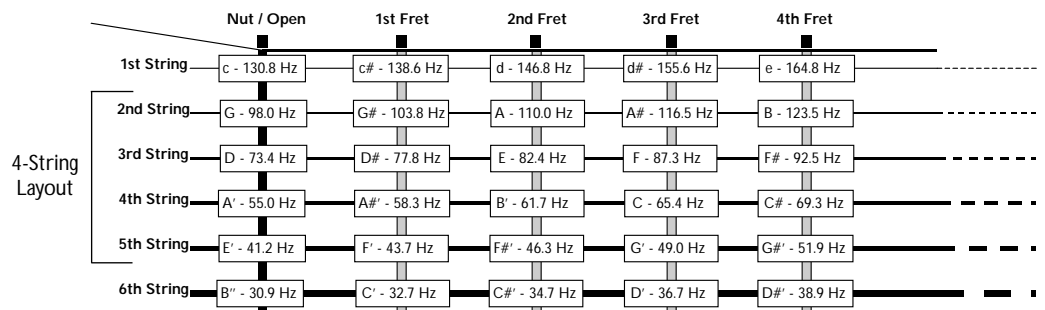 Nut / Open 1st Fret 2nd Fret 3rd Fret 4th Fret
1st String c - 130.8 Hz c# - 138.6 Hz d - 146.8 Hz d# - 155.6 Hz e - 164.8 Hz
2nd String G - 98.0 Hz G# - 103.8 Hz A - 110.0 Hz A# - 116.5 Hz B - 123.5 Hz
3rd String D - 73.4 Hz D# - 77.8 Hz E - 82.4 Hz F - 87.3 Hz F# - 92.5 Hz
4-String
Layout
4th String A' - 55.0 Hz A#' - 58.3 Hz B' - 61.7 Hz C - 65.4 Hz C# - 69.3 Hz
5th String E' - 41.2 Hz F' - 43.7 Hz F#' - 46.3 Hz G' - 49.0 Hz G#' - 51.9 Hz
6th String B'' - 30.9 Hz C' - 32.7 Hz C#' - 34.7 Hz D' - 36.7 Hz D#' - 38.9 Hz